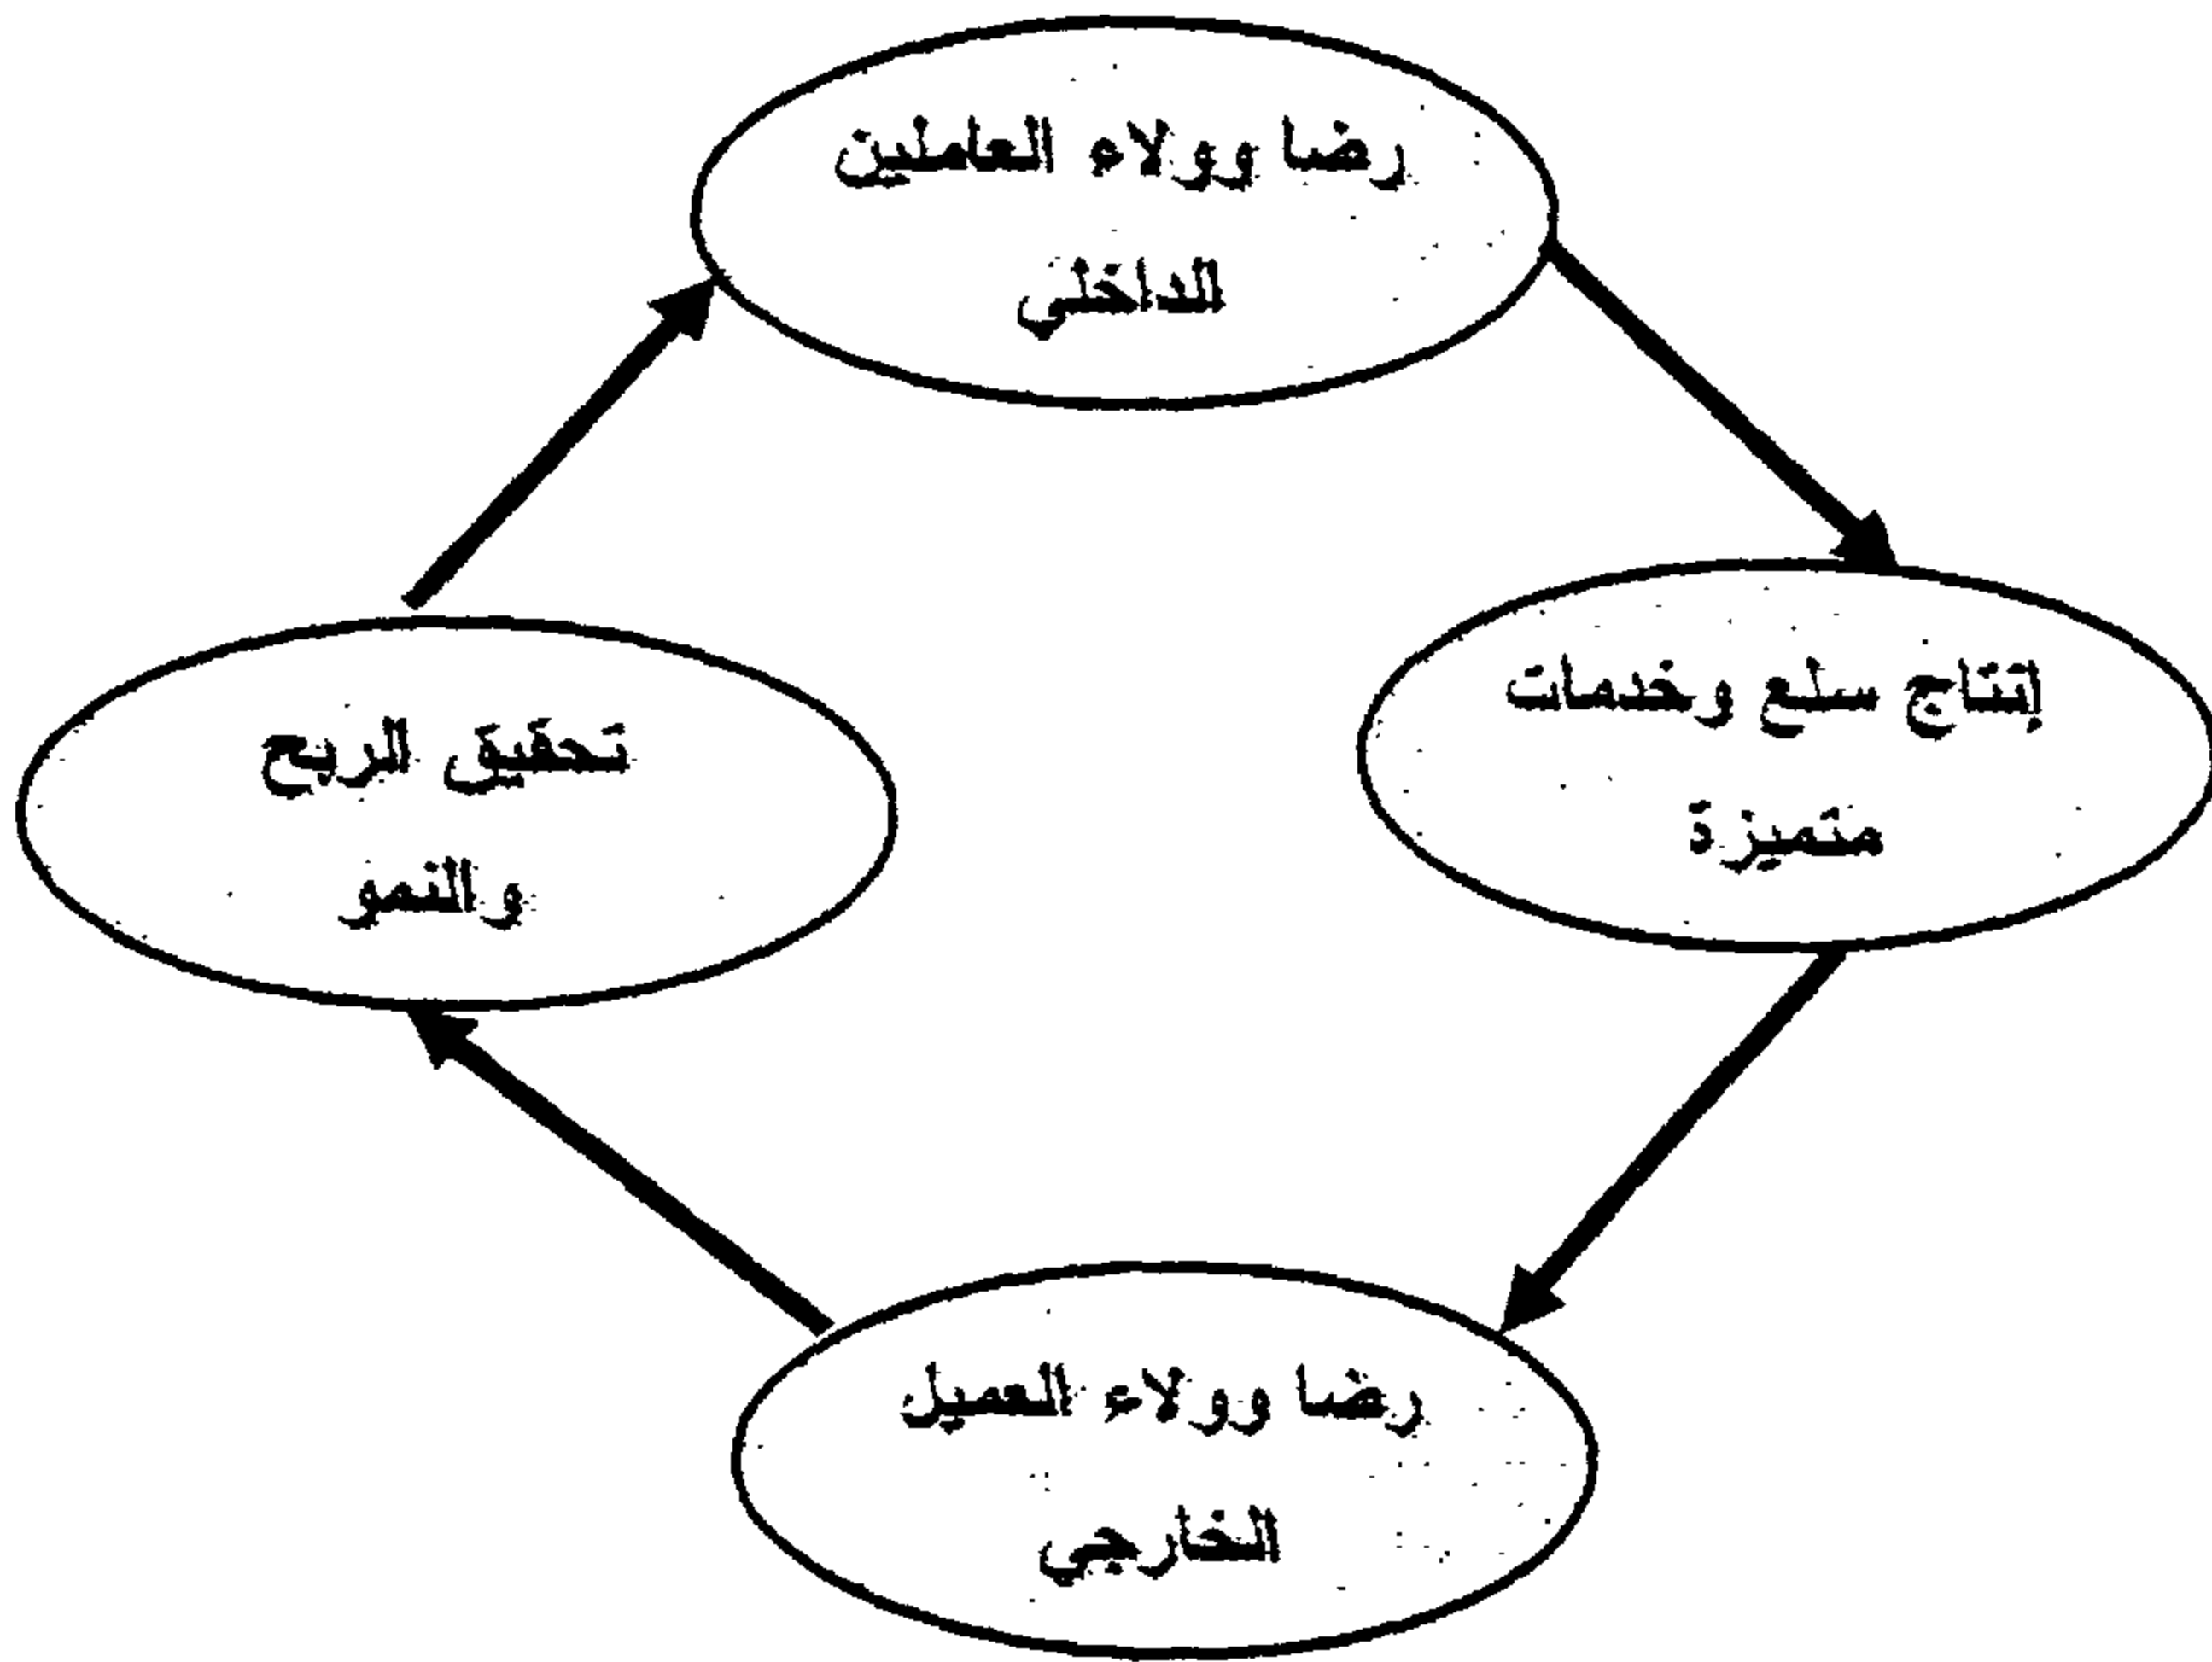 رضا وولاء العاملين
الداخلي
إنتاج سلع وخدمات
متميزة
رضا وولاء العميل
الخارجي
تحقيق الربح
والنمو